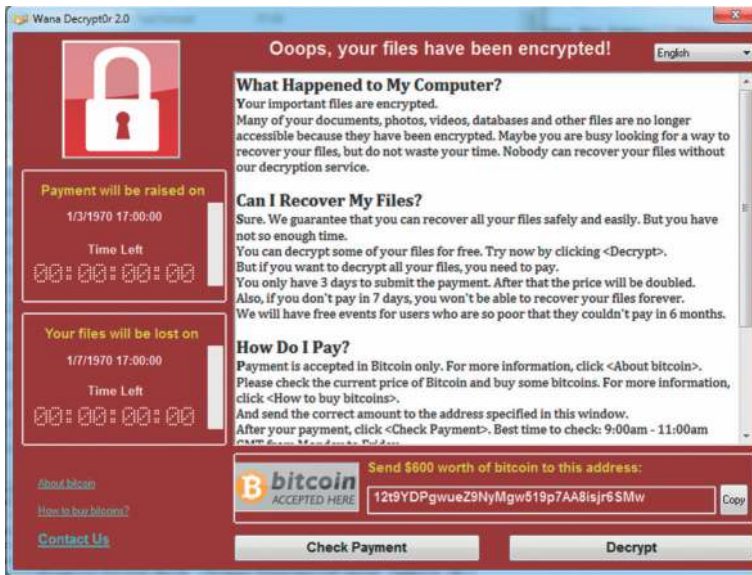 Wana Decrypt0r 2.0
Ooops, your files have been encrypted!
English
What Happened to My Computer?
Your important files are encrypted.
Many of your documents, photos, videos, databases and other files are no longer
accessible because they have been encrypted. Maybe you are busy looking for a way to
recover your files, but do not waste your time. Nobody can recover your files without
our decryption service.
Can I Recover My Files?
Sure. We guarantee that you can recover all your files safely and easily. But you have
not so enough time.
You can decrypt some of your files for free. Try now by clicking <Decrypt>.
But if you want to decrypt all your files, you need to pay.
You only have 3 days to submit the payment. After that the price will be doubled.
Also, if you don't pay in 7 days, you won't be able to recover your files forever.
We will have free events for users who are so poor that they couldn't pay in 6 months.
How Do I Pay?
Payment is accepted in Bitcoin only. For more information, click <About bitcoin>.
Please check the current price of Bitcoin and buy some bitcoins. For more information,
click <How to buy bitcoins>.
And send the correct amount to the address specified in this window.
After your payment, click <Check Payment>. Best time to check: 9:00am - 11:00am
GMT from Monday to Friday.
Payment will be raised on
1/3/1970 17:00:00
Time Left
00:00:00:00
Your files will be lost on
1/7/1970 17:00:00
Time Left
00:00:00:00
About bitcoin
How to buy bitcoins?
Contact Us
bitcoin
ACCEPTED HERE
Send $600 worth of bitcoin to this address:
12t9YDPgwueZ9NyMgw519p7AA8isjr6SMw
Copy
Check Payment
Decrypt